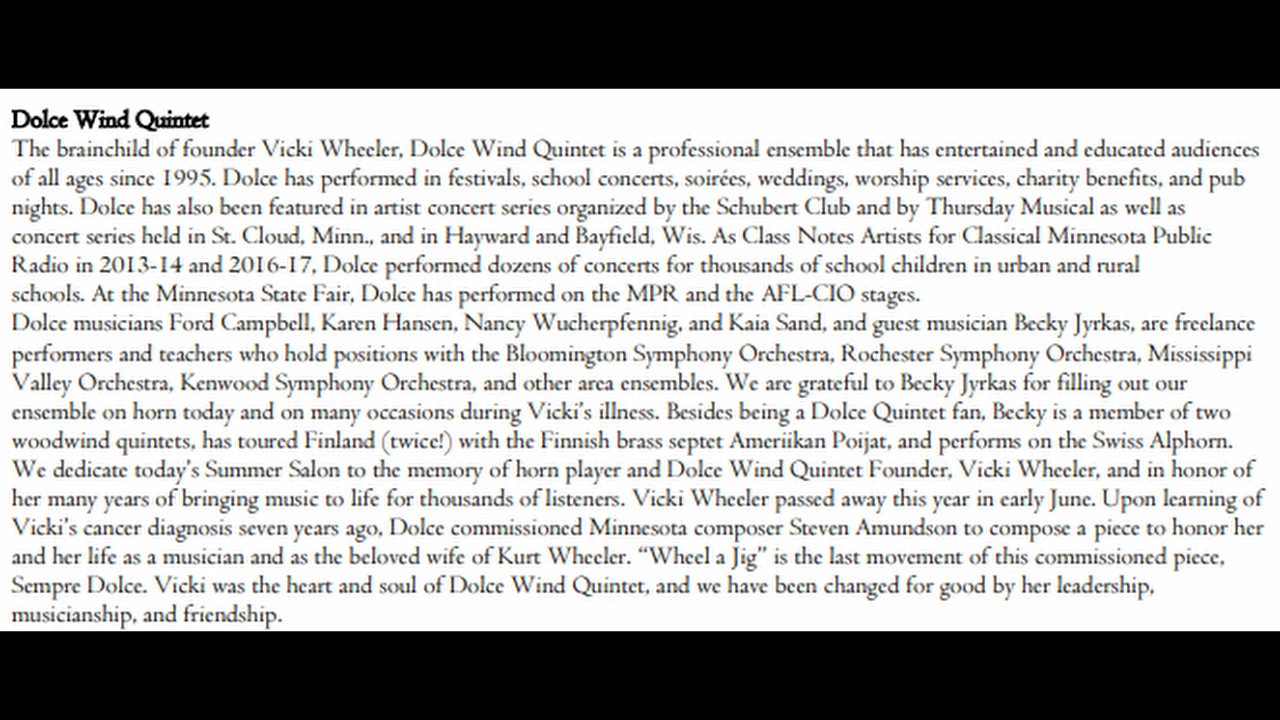 Dolce Wind Quintet
The brainchild of founder Vicki Wheeler, Dolce Wind Quintet is a professional ensemble that has entertained and educated audiences
of all ages since 1995. Dolce has performed in festivals, school concerts, soirées, weddings, worship services, charity benefits, and pub
nights. Dolce has also been featured in artist concert series organized by the Schubert Club and by Thursday Musical as well as
concert series held in St. Cloud, Minn., and in Hayward and Bayfield, Wis. As Class Notes Artists for Classical Minnesota Public
Radio in 2013-14 and 2016-17, Dolce performed dozens of concerts for thousands of school children in urban and rural
schools. At the Minnesota State Fair, Dolce has performed on the MPR and the AFL-CIO stages.
Dolce musicians Ford Campbell, Karen Hansen, Nancy Wucherpfennig, and Kaia Sand, and guest musician Becky Jyrkas, are freelance
performers and teachers who hold positions with the Bloomington Symphony Orchestra, Rochester Symphony Orchestra, Mississippi
Valley Orchestra, Kenwood Symphony Orchestra, and other area ensembles. We are grateful to Becky Jyrkas for filling out our
ensemble on horn today and on many occasions during Vicki's illness. Besides being a Dolce Quintet fan, Becky is a member of two
woodwind quintets, has toured Finland (twice!) with the Finnish brass septet Ameriikan Poijat, and performs on the Swiss Alphorn.
We dedicate today's Summer Salon to the memory of horn player and Dolce Wind Quintet Founder, Vicki Wheeler, and in honor of
her many years of bringing music to life for thousands of listeners. Vicki Wheeler passed away this year in early June. Upon learning of
Vicki's cancer diagnosis seven years ago, Dolce commissioned Minnesota composer Steven Amundson to compose a piece to honor her
and her life as a musician and as the beloved wife of Kurt Wheeler. “Wheel a Jig” is the last movement of this commissioned piece,
Sempre Dolce. Vicki was the heart and soul of Dolce Wind Quintet, and we have been changed for good by her leadership,
musicianship, and friendship.